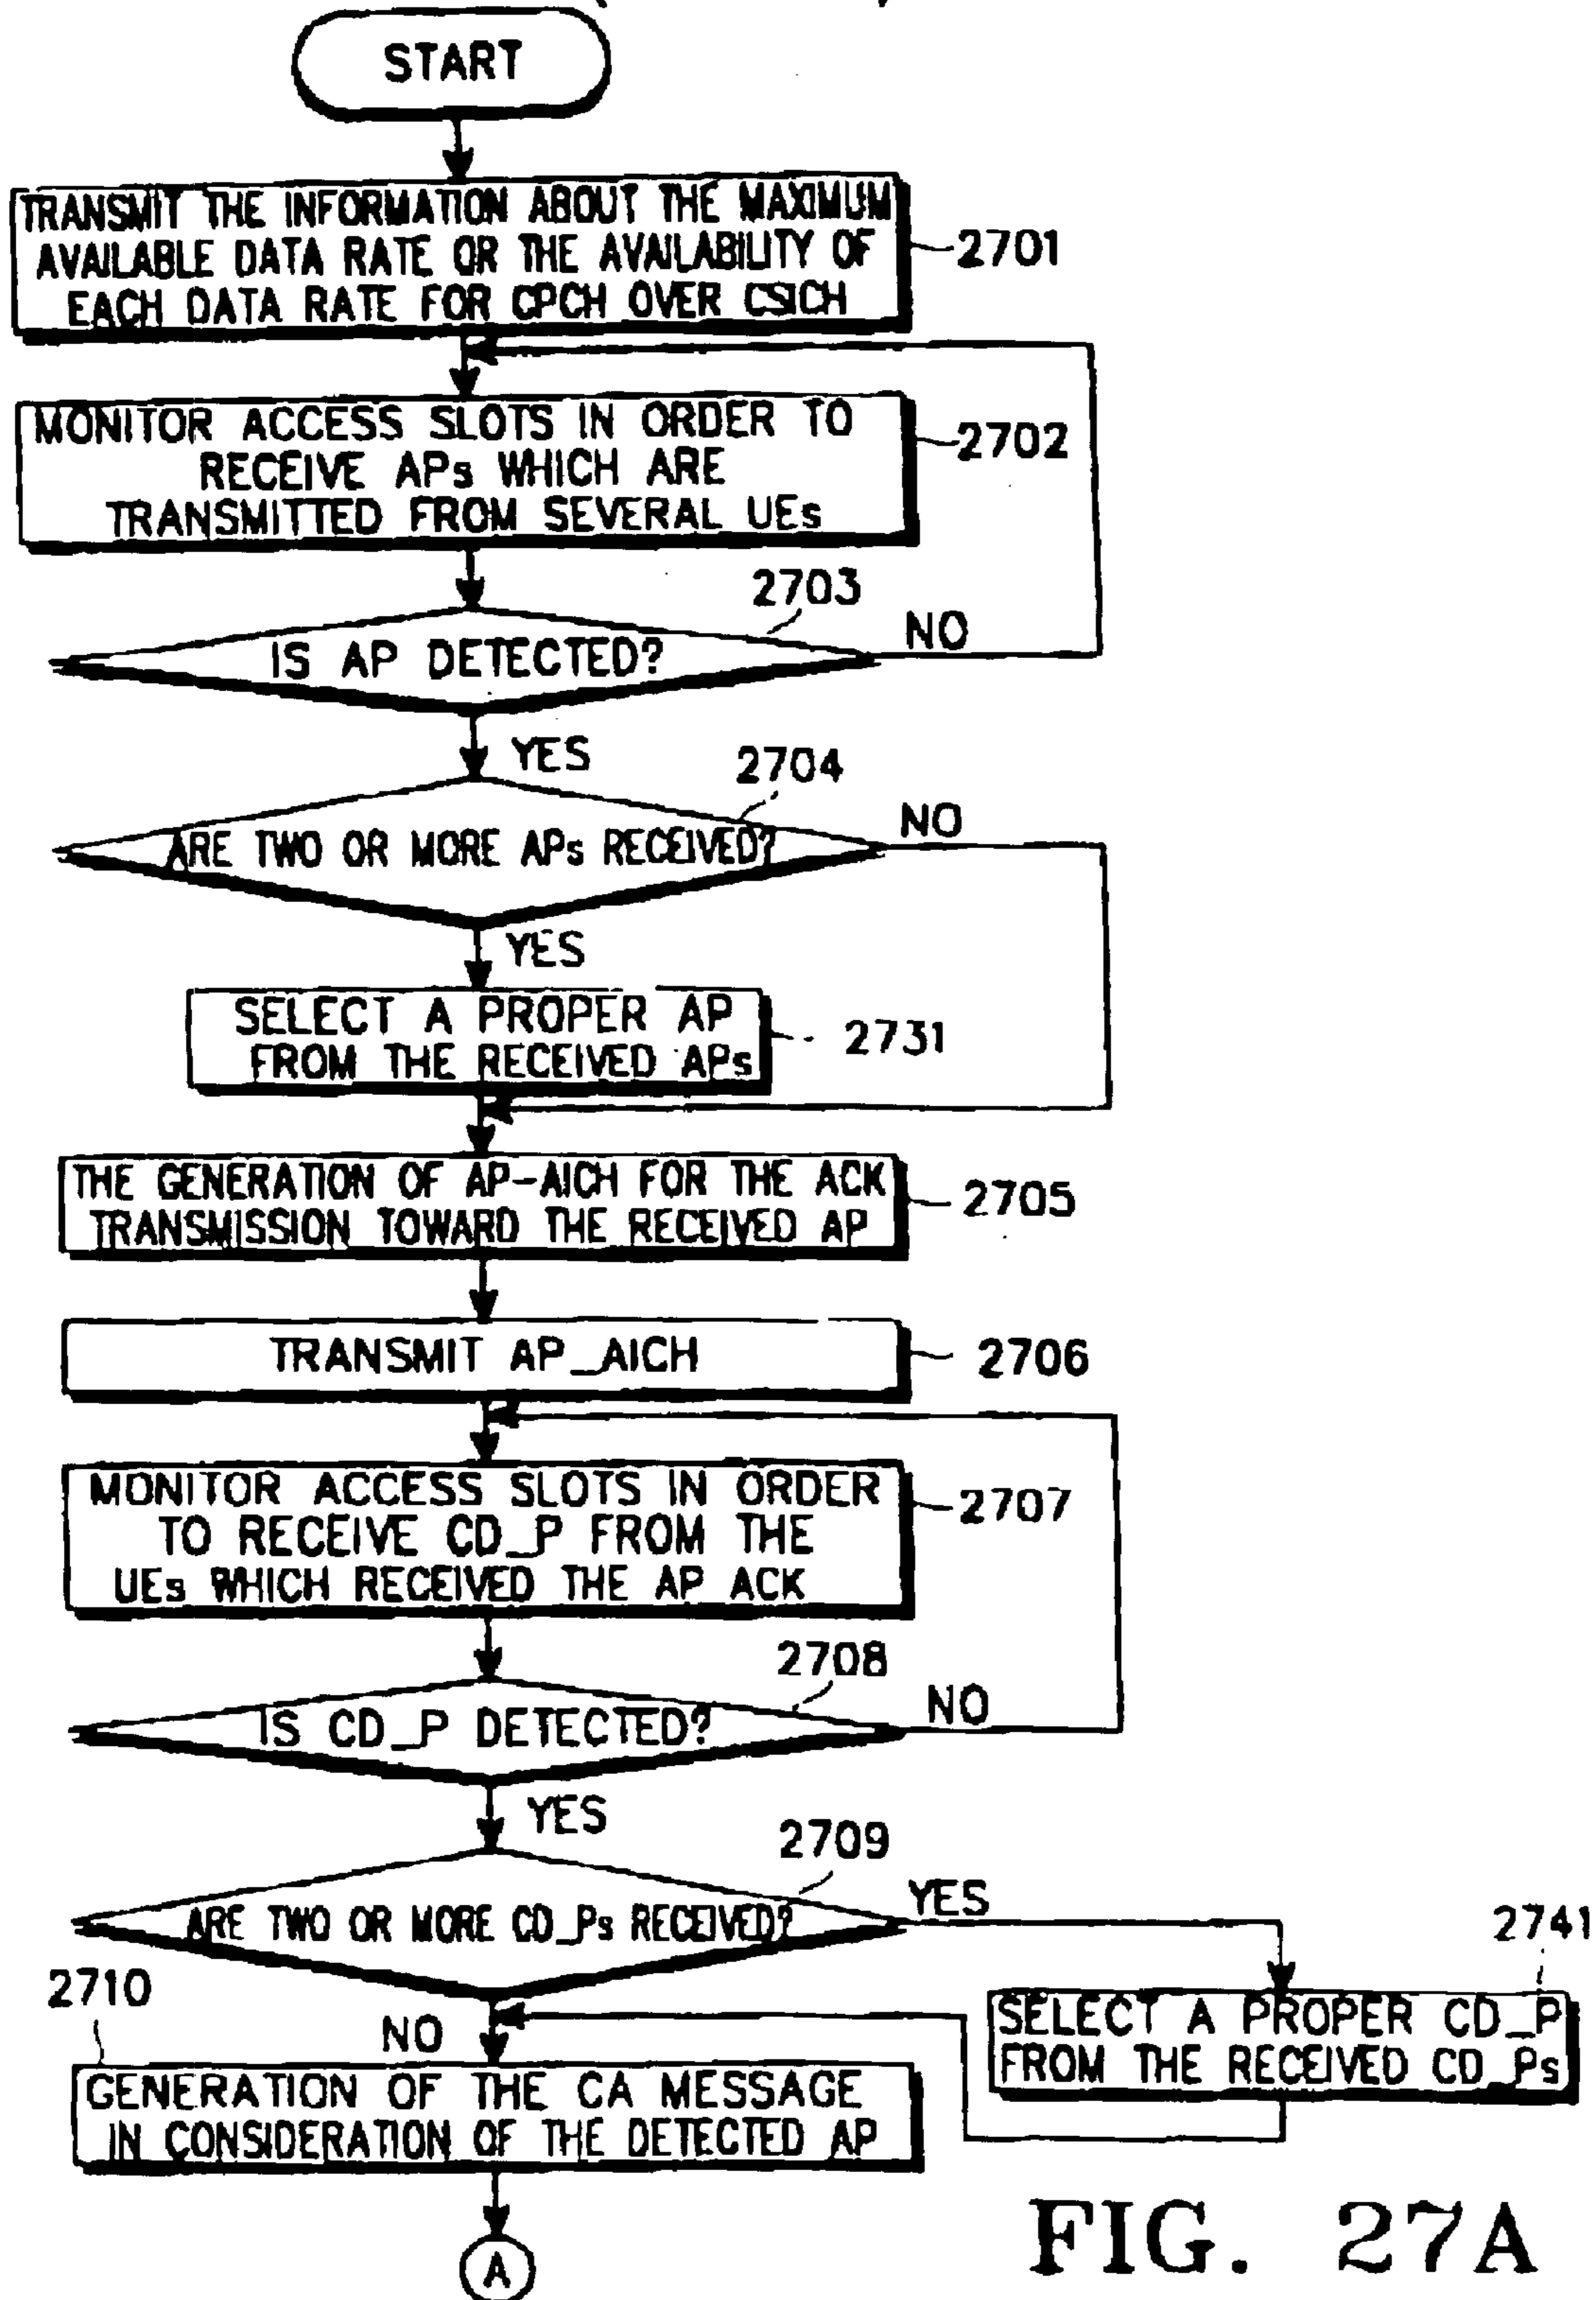 START
TRANSMIT THE INFORMATION ABOUT THE MAXIMUM
AVAILABLE DATA RATE OR THE AVAILABILITY OF
EACH DATA RATE FOR CPCH OVER CSICH
2701
MONITOR ACCESS SLOTS IN ORDER TO
RECEIVE APs WHICH ARE
TRANSMITTED FROM SEVERAL UEs
2702
2703
IS AP DETECTED?
NO
YES
2704
ARE TWO OR MORE APs RECEIVED?
NO
YES
SELECT A PROPER AP
FROM THE RECEIVED APs
2731
THE GENERATION OF AP-AICH FOR THE ACK
TRANSMISSION TOWARD THE RECEIVED AP
2705
TRANSMIT AP_AICH
2706
MONITOR ACCESS SLOTS IN ORDER
TO RECEIVE CD_P FROM THE
UEs WHICH RECEIVED THE AP ACK
2707
2708
IS CD_P DETECTED?
NO
YES
2709
ARE TWO OR MORE CD_Ps RECEIVED?
YES
2741
SELECT A PROPER CD_P
FROM THE RECEIVED CD_Ps
2710
NO
GENERATION OF THE CA MESSAGE
IN CONSIDERATION OF THE DETECTED AP
A
FIG. 27A